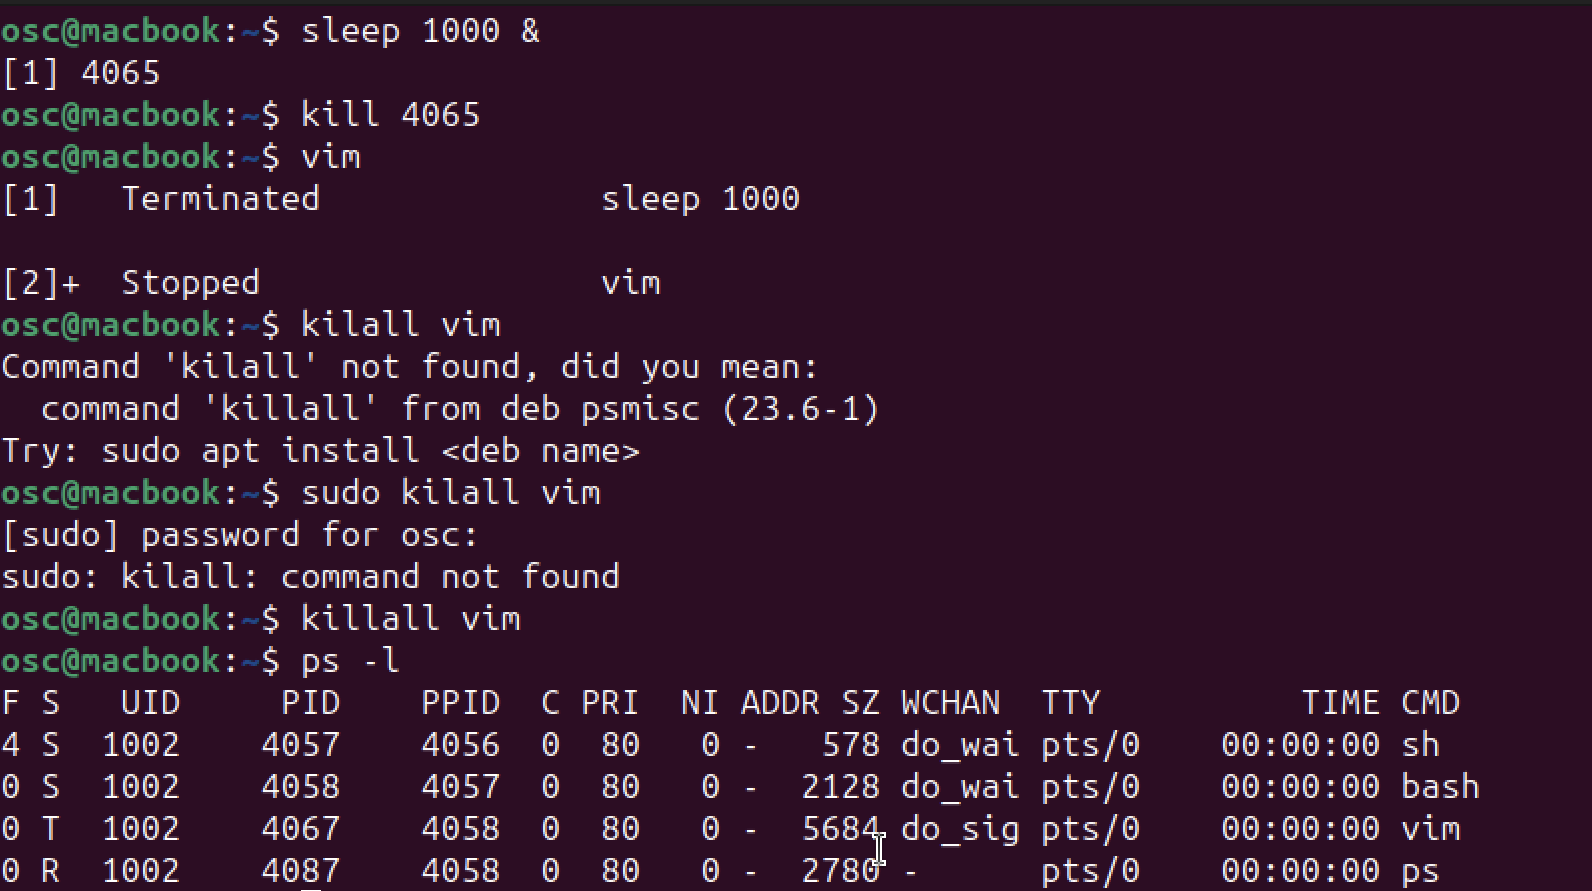 osc@macbook:~$ sleep 1000 &
[1] 4065
osc@macbook:~$ kill 4065
osc@macbook:~$ vim
[1]   Terminated              sleep 1000
[2]+  Stopped                 vim
osc@macbook:~$ kilall vim
Command 'kilall' not found, did you mean:
  command 'killall' from deb psmisc (23.6-1)
Try: sudo apt install <deb name>
osc@macbook:~$ sudo kilall vim
[sudo] password for osc:
sudo: kilall: command not found
osc@macbook:~$ killall vim
osc@macbook:~$ ps -l
F S   UID     PID    PPID  C PRI  NI ADDR SZ WCHAN  TTY          TIME CMD
4 S  1002    4057    4056  0  80   0 -   578 do_wai pts/0    00:00:00 sh
0 S  1002    4058    4057  0  80   0 -  2128 do_wai pts/0    00:00:00 bash
0 T  1002    4067    4058  0  80   0 -  5684 do_sig pts/0    00:00:00 vim
0 R  1002    4087    4058  0  80   0 -  2780 -      pts/0    00:00:00 ps